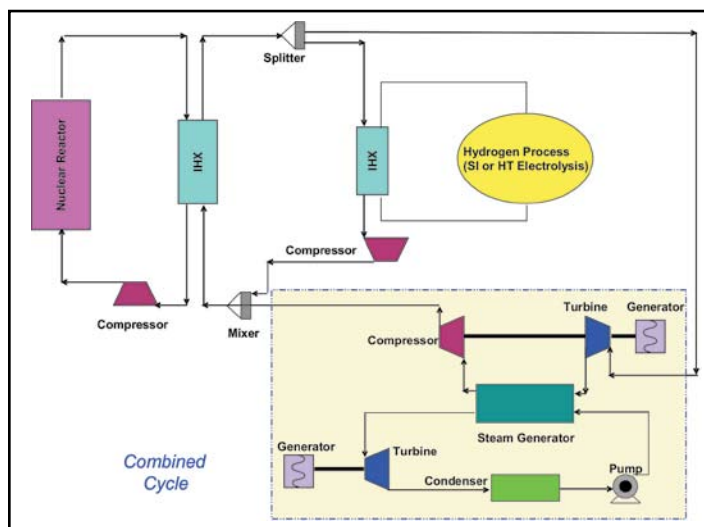 Splitter
Nuclear Reactor
IHX
IHX
Hydrogen Process
(SI or HT Electrolysis)
Compressor
Compressor
Mixer
Turbine
Generator
Compressor
Steam Generator
Generator
Turbine
Condenser
Pump
Combined
Cycle